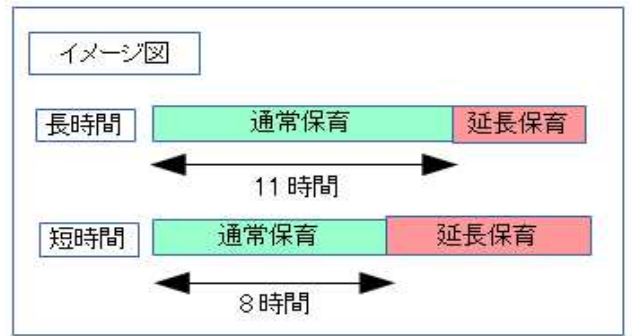 イメージ図
長時間 通常保育 延長保育
11時間
短時間 通常保育 延長保育
8時間